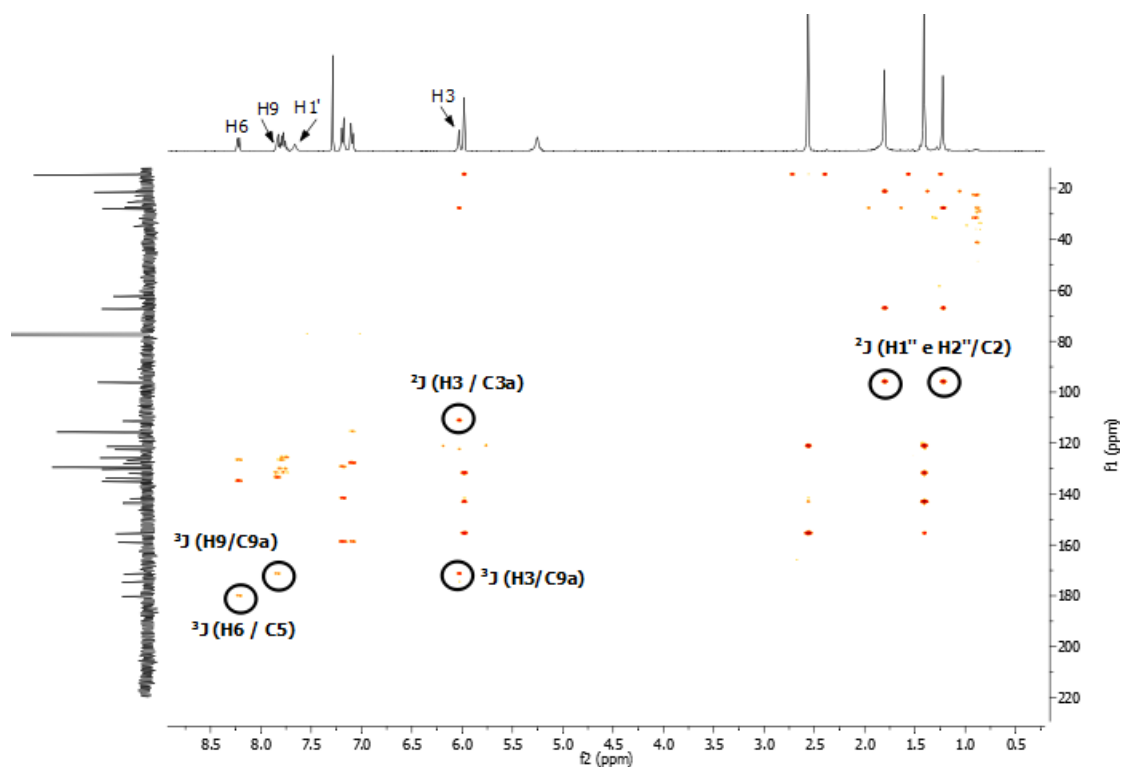 H6
H9
H1'
H3
20
40
60
80
100
120
140
160
180
200
220
f1 (ppm)
²J (H1" e H2"/C2)
²J (H3 / C3a)
³J (H9/C9a)
³J (H3/C9a)
³J (H6 / C5)
8.5 8.0 7.5 7.0 6.5 6.0 5.5 5.0 4.5 4.0 3.5 3.0 2.5 2.0 1.5 1.0 0.5
f2 (ppm)